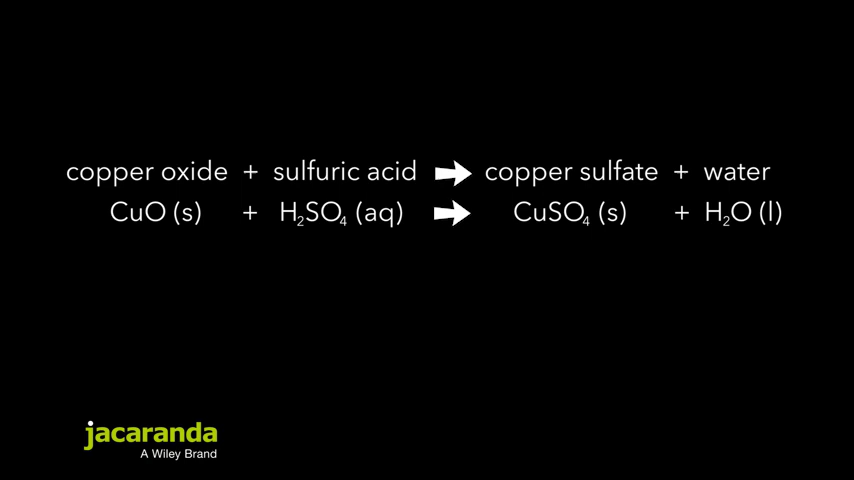 copper oxide + sulfuric acid ➡ copper sulfate + water
CuO (s) + H₂SO₄ (aq) ➡ CuSO₄ (s) + H₂O (l)
jacaranda
A Wiley Brand